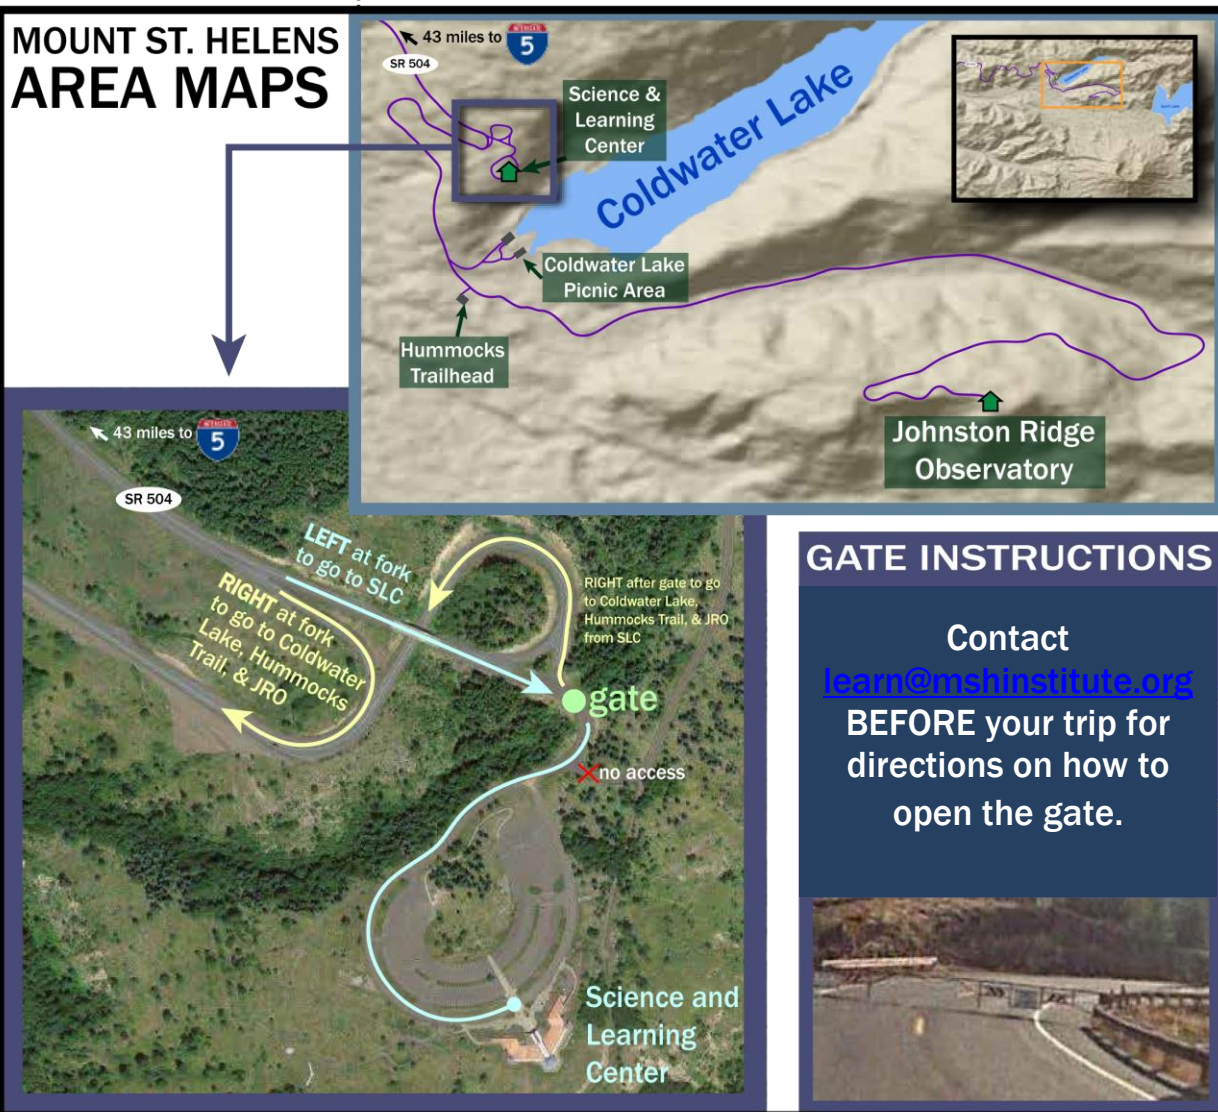 MOUNT ST. HELENS
AREA MAPS
43 miles to
INTERSTATE
5
SR 504
Science &
Learning
Center
Coldwater Lake
Coldwater Lake
Picnic Area
Hummocks
Trailhead
Johnston Ridge
Observatory
43 miles to
INTERSTATE
5
SR 504
LEFT at fork
to go to SLC
RIGHT at fork
to go to Coldwater
Lake, Hummocks
Trail, & JRO
RIGHT after gate to go
to Coldwater Lake,
Hummocks Trail, & JRO
from SLC
gate
no access
Science and
Learning
Center
GATE INSTRUCTIONS
Contact
learn@mshinstitute.org
BEFORE your trip for
directions on how to
open the gate.